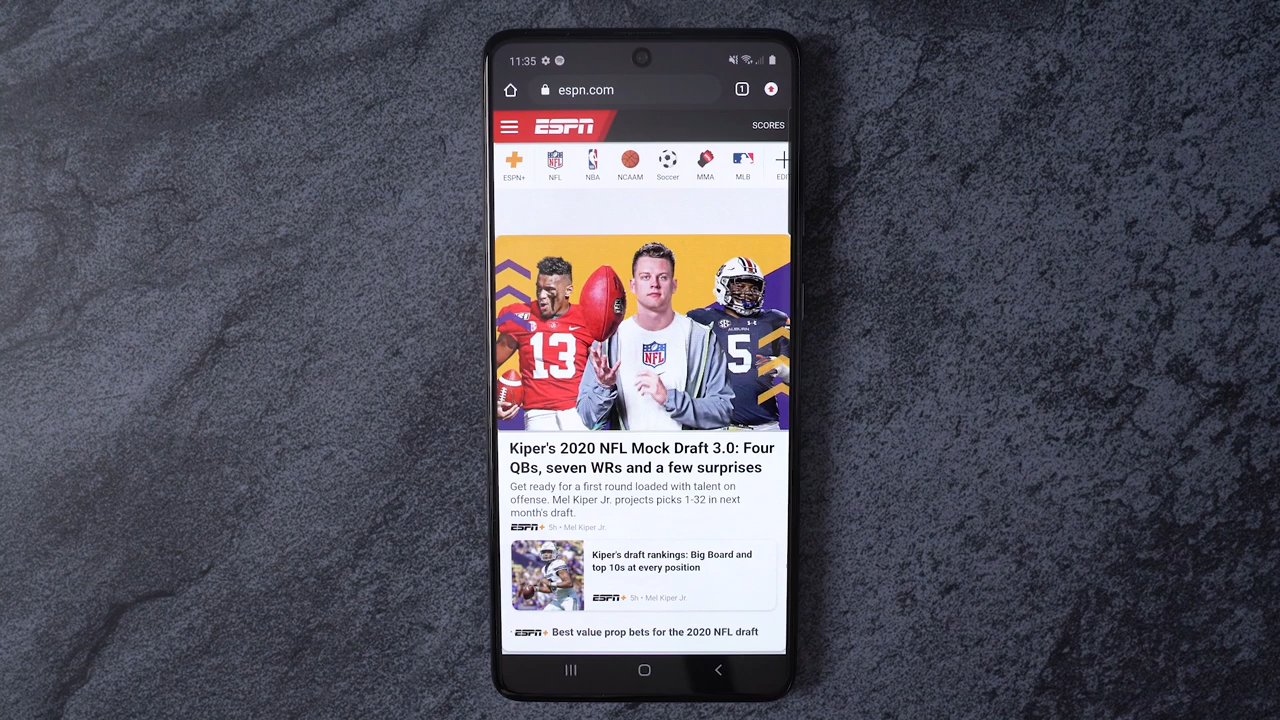 11:35
espn.com
1
ESPN
SCORES
ESPN+
NFL
NBA
NCAAM
Soccer
MMA
MLB
EDI
13
NFL
AUBURN
5
Kiper's 2020 NFL Mock Draft 3.0: Four
QBs, seven WRs and a few surprises
Get ready for a first round loaded with talent on
offense. Mel Kiper Jr. projects picks 1-32 in next
month's draft.
ESPN+ 5h • Mel Kiper Jr.
Kiper's draft rankings: Big Board and
top 10s at every position
ESPN+ 5h • Mel Kiper Jr.
ESPN+ Best value prop bets for the 2020 NFL draft